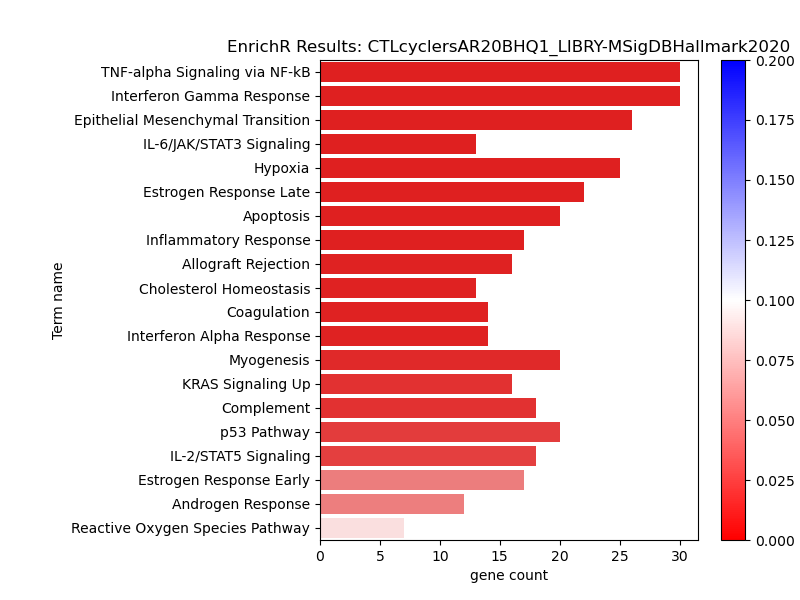 EnrichR Results: CTLcyclersAR20BHQ1_LIBRY-MSigDBHallmark2020
Term name
TNF-alpha Signaling via NF-kB
Interferon Gamma Response
Epithelial Mesenchymal Transition
IL-6/JAK/STAT3 Signaling
Hypoxia
Estrogen Response Late
Apoptosis
Inflammatory Response
Allograft Rejection
Cholesterol Homeostasis
Coagulation
Interferon Alpha Response
Myogenesis
KRAS Signaling Up
Complement
p53 Pathway
IL-2/STAT5 Signaling
Estrogen Response Early
Androgen Response
Reactive Oxygen Species Pathway
0 5 10 15 20 25 30
gene count
0.200
0.175
0.150
0.125
0.100
0.075
0.050
0.025
0.000